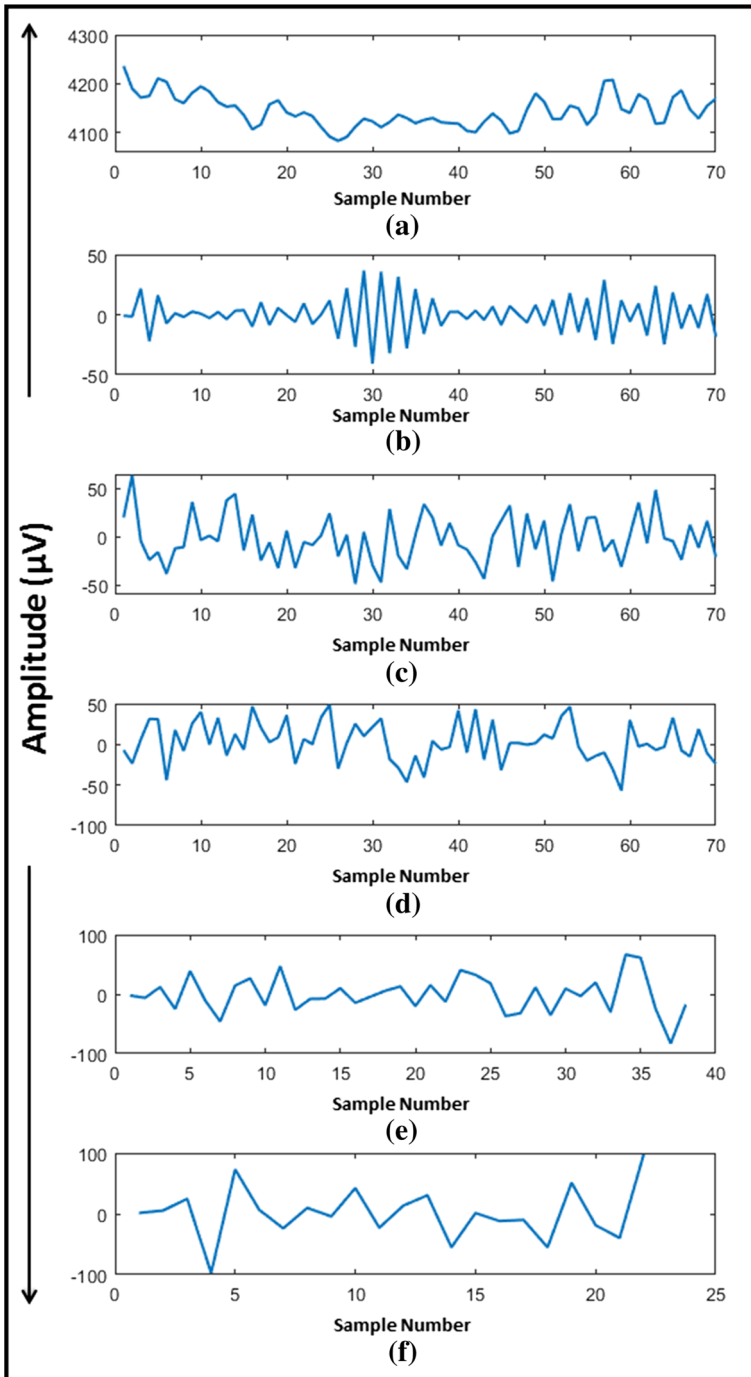 Amplitude (µV)
4300
4200
4100
0 10 20 30 40 50 60 70
Sample Number
(a)
50
0
-50
0 10 20 30 40 50 60 70
Sample Number
(b)
50
0
-50
0 10 20 30 40 50 60 70
Sample Number
(c)
50
0
-50
-100
0 10 20 30 40 50 60 70
Sample Number
(d)
100
0
-100
0 5 10 15 20 25 30 35 40
Sample Number
(e)
100
0
-100
0 5 10 15 20 25
Sample Number
(f)